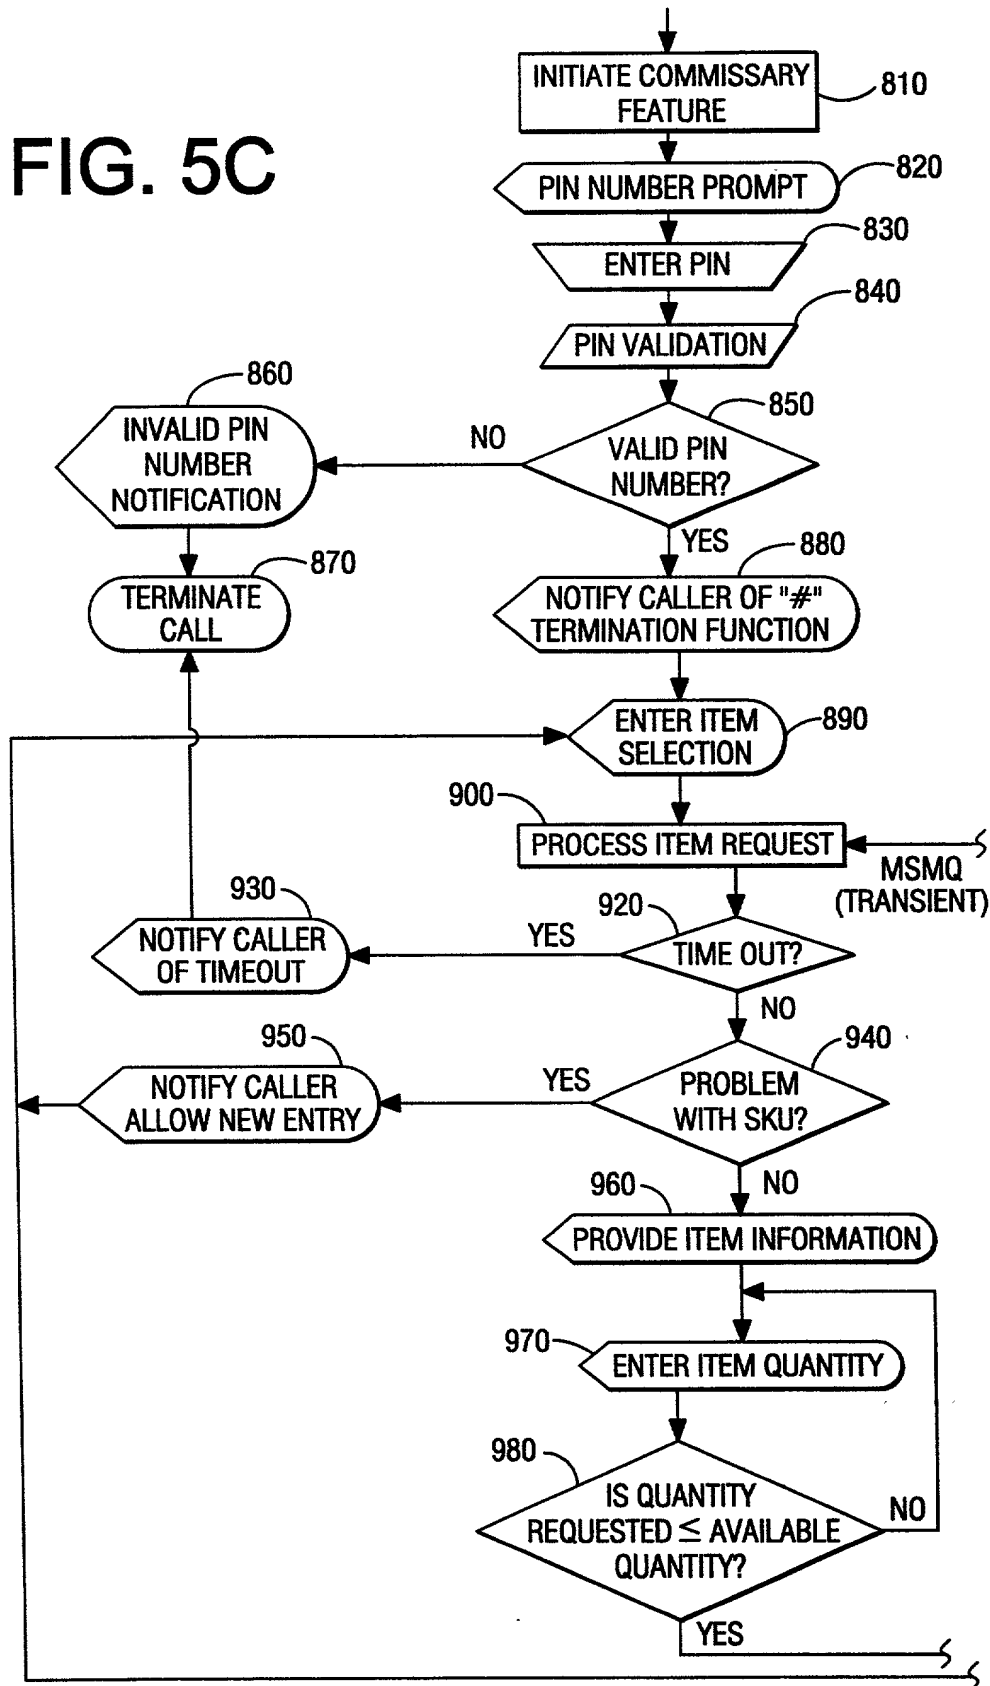 FIG. 5C
INITIATE COMMISSARY
FEATURE
810
PIN NUMBER PROMPT
820
ENTER PIN
830
PIN VALIDATION
840
VALID PIN
NUMBER?
850
NO
INVALID PIN
NUMBER
NOTIFICATION
860
TERMINATE
CALL
870
YES
NOTIFY CALLER OF "#"
TERMINATION FUNCTION
880
ENTER ITEM
SELECTION
890
PROCESS ITEM REQUEST
900
MSMQ
(TRANSIENT)
TIME OUT?
920
YES
NOTIFY CALLER
OF TIMEOUT
930
NO
PROBLEM
WITH SKU?
940
YES
NOTIFY CALLER
ALLOW NEW ENTRY
950
NO
PROVIDE ITEM INFORMATION
960
ENTER ITEM QUANTITY
970
IS QUANTITY
REQUESTED ≤ AVAILABLE
QUANTITY?
980
NO
YES